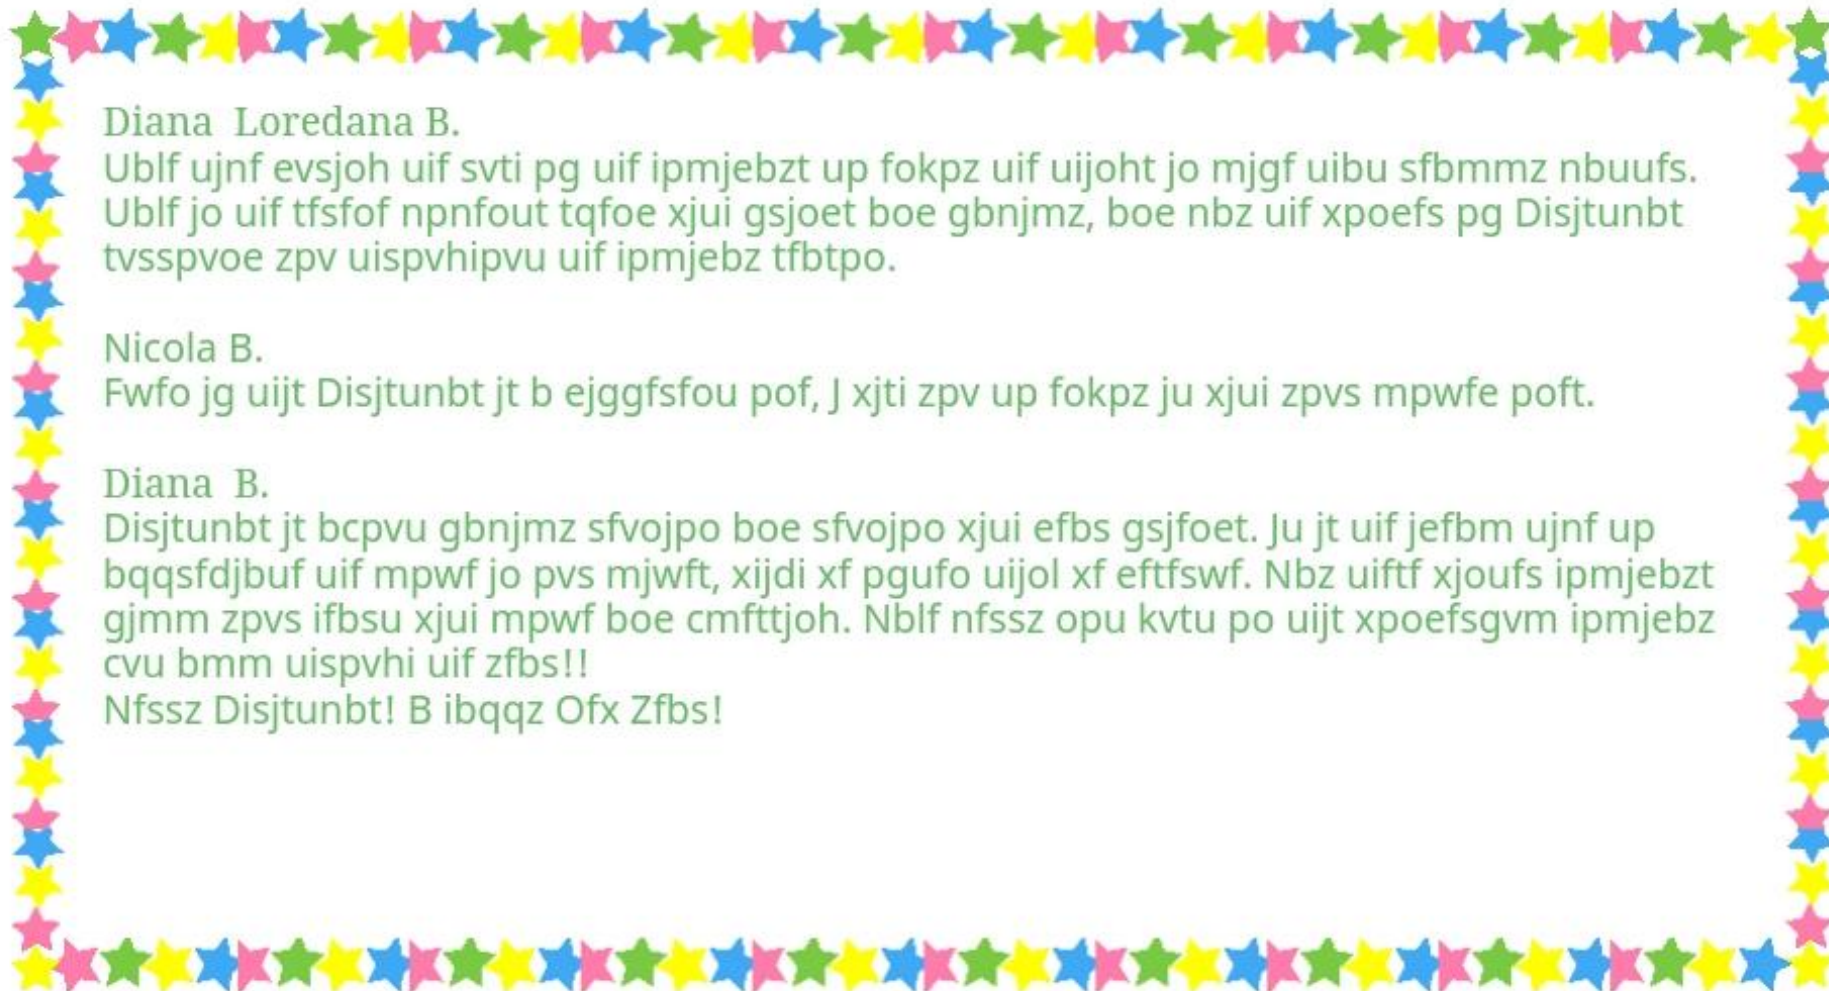 Diana Loredana B.
Ublf ujnf evsjoh uif svti pg uif ipmjebzt up fokpz uif uijoht jo mjgf uibu sfbmmz nbuufs.
Ublf jo uif tfsfof npnfout tqfoe xjui gsjoet boe gbnjmz, boe nbz uif xpoefs pg Disjtunbt
tvsspvoe zpv uispvhipvu uif ipmjebz tfbtpo.
Nicola B.
Fwfo jg uijt Disjtunbt jt b ejggfsfou pof, J xjti zpv up fokpz ju xjui zpvs mpwfe poft.
Diana B.
Disjtunbt jt bcpvu gbnjmz sfvojpo boe sfvojpo xjui efbs gsjfoet. Ju jt uif jefbm ujnf up
bqqsfdjbuf uif mpwf jo pvs mjwft, xijdi xf pgufo uijol xf eftfswf. Nbz uiftf xjoufs ipmjebzt
gjmm zpvs ifbsu xjui mpwf boe cmfttjoh. Nblf nfssz opu kvtu po uijt xpoefsgvm ipmjebz
cvu bmm uispvhi uif zfbs!!
Nfssz Disjtunbt! B ibqqz Ofx Zfbs!